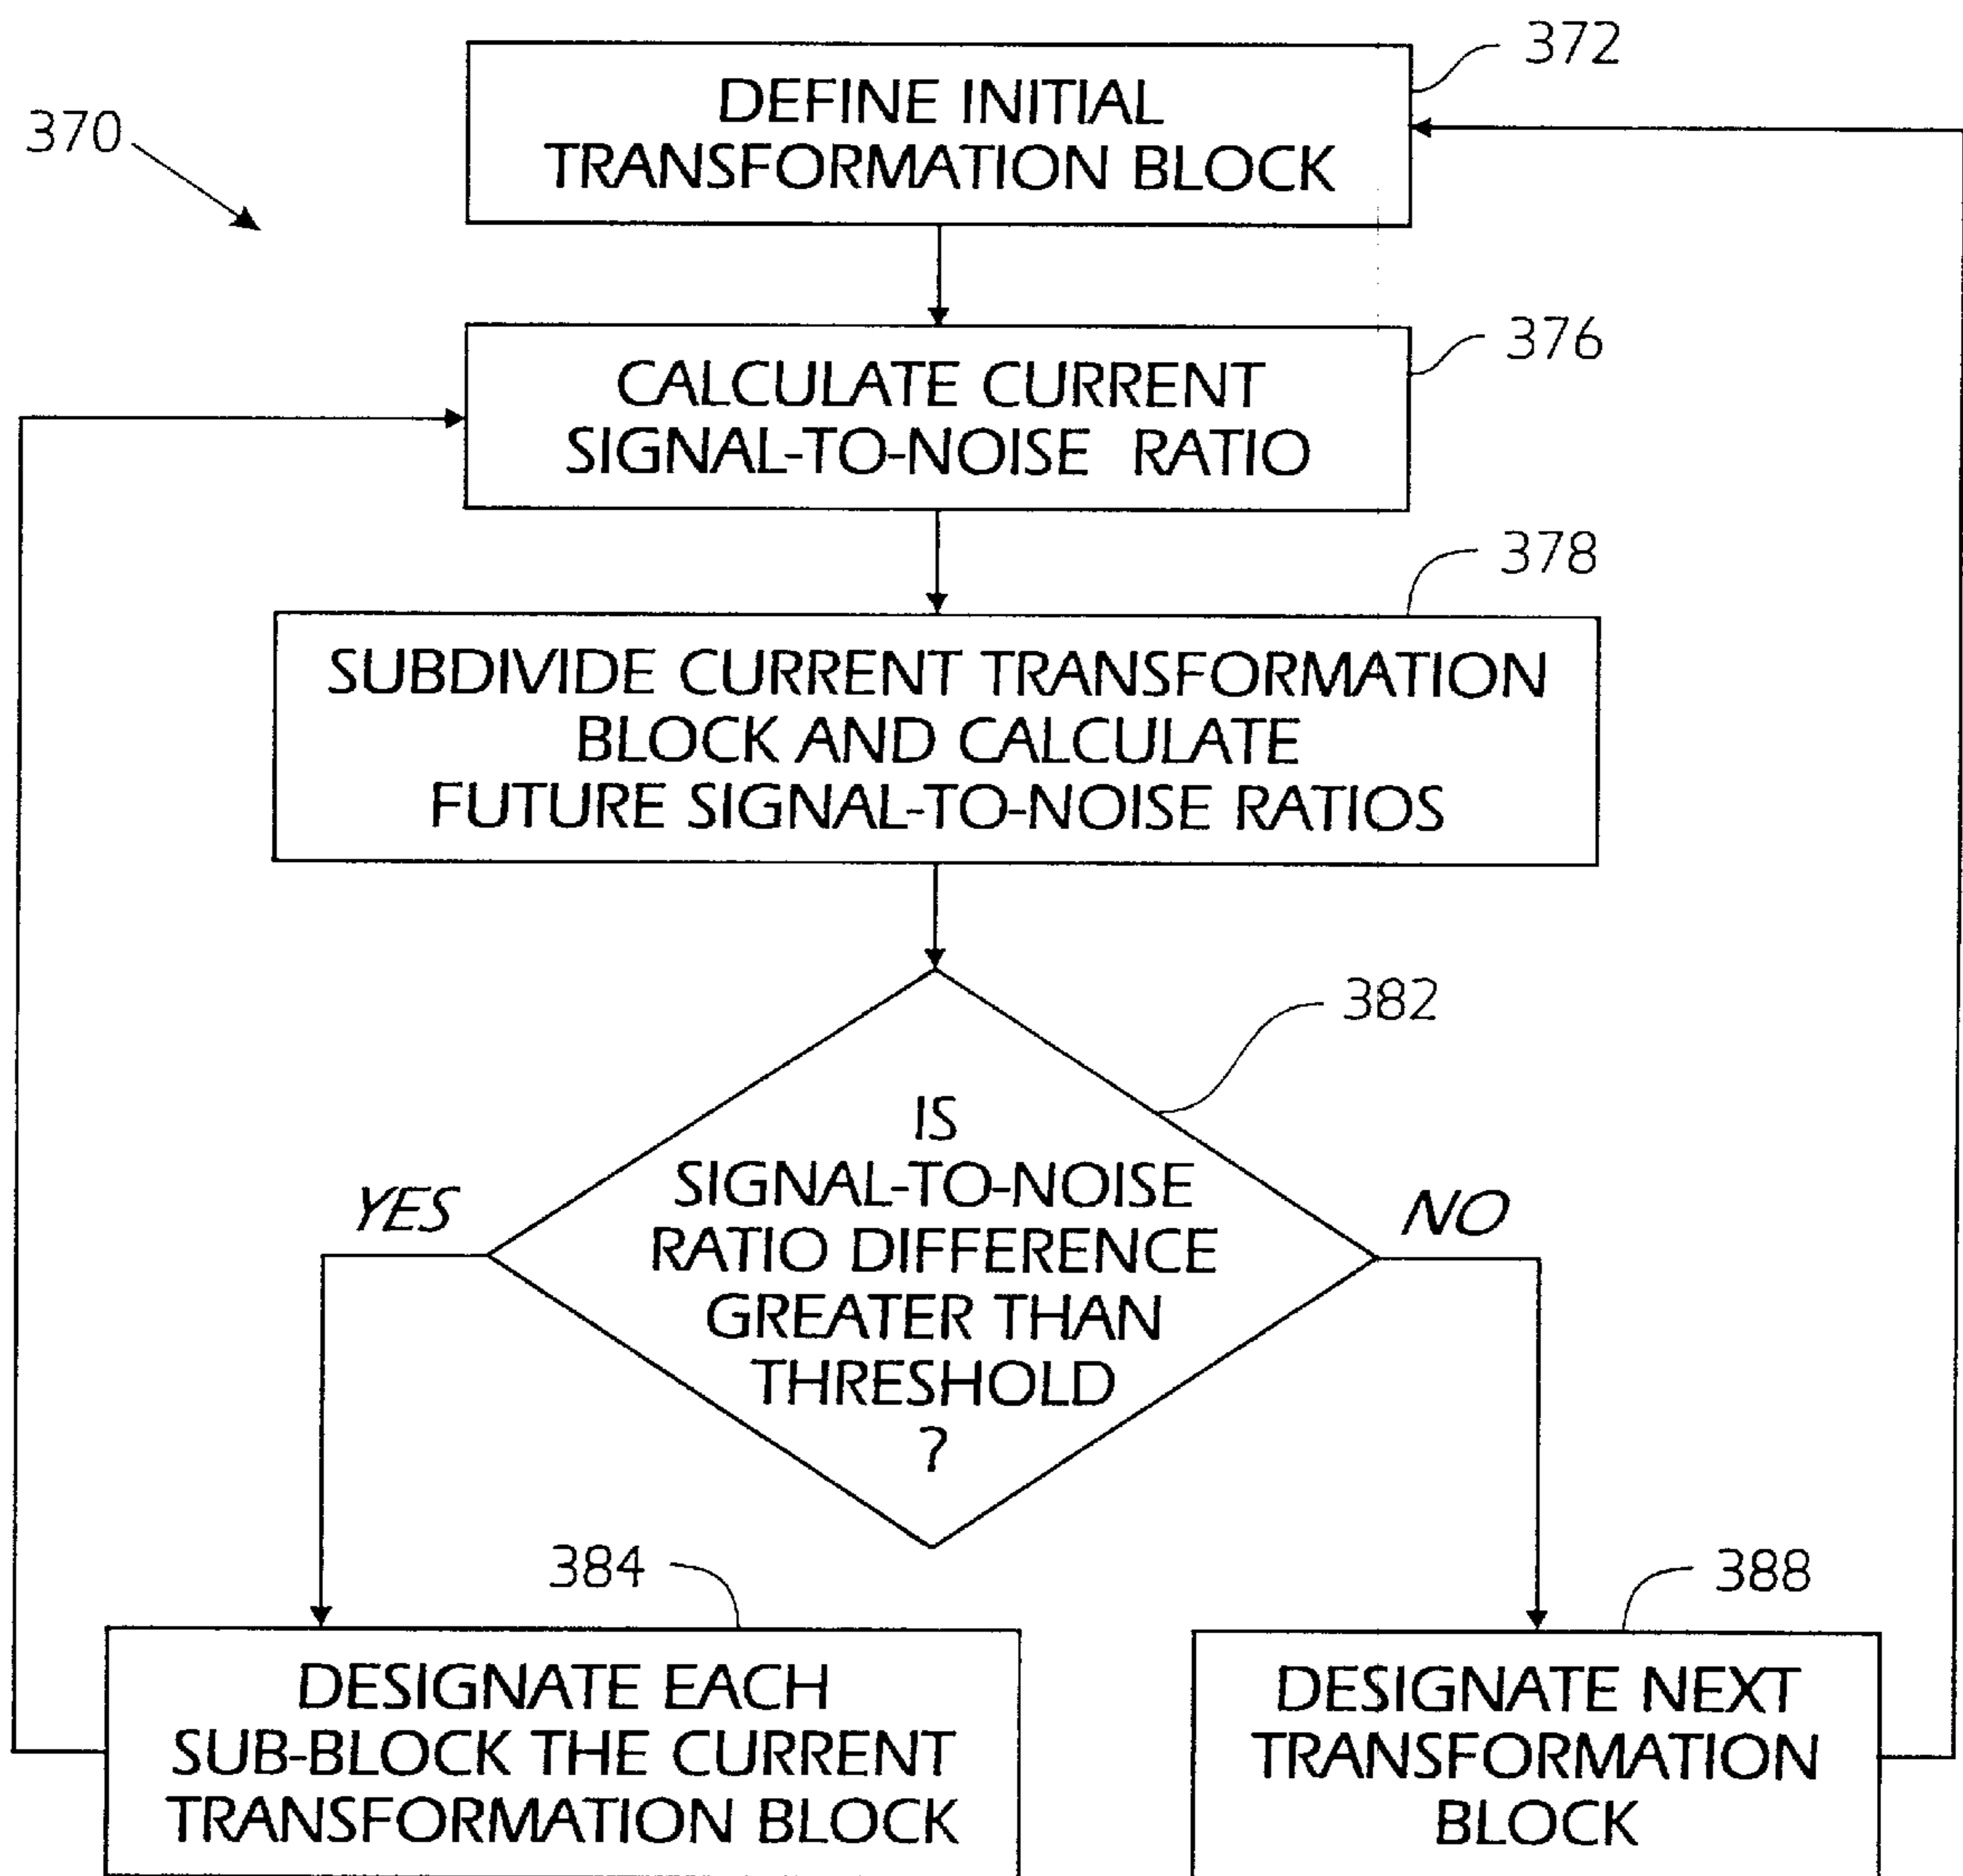 372
DEFINE INITIAL
TRANSFORMATION BLOCK
370
376
CALCULATE CURRENT
SIGNAL-TO-NOISE RATIO
378
SUBDIVIDE CURRENT TRANSFORMATION
BLOCK AND CALCULATE
FUTURE SIGNAL-TO-NOISE RATIOS
382
IS
SIGNAL-TO-NOISE
RATIO DIFFERENCE
GREATER THAN
THRESHOLD
?
YES
NO
384
DESIGNATE EACH
SUB-BLOCK THE CURRENT
TRANSFORMATION BLOCK
388
DESIGNATE NEXT
TRANSFORMATION
BLOCK